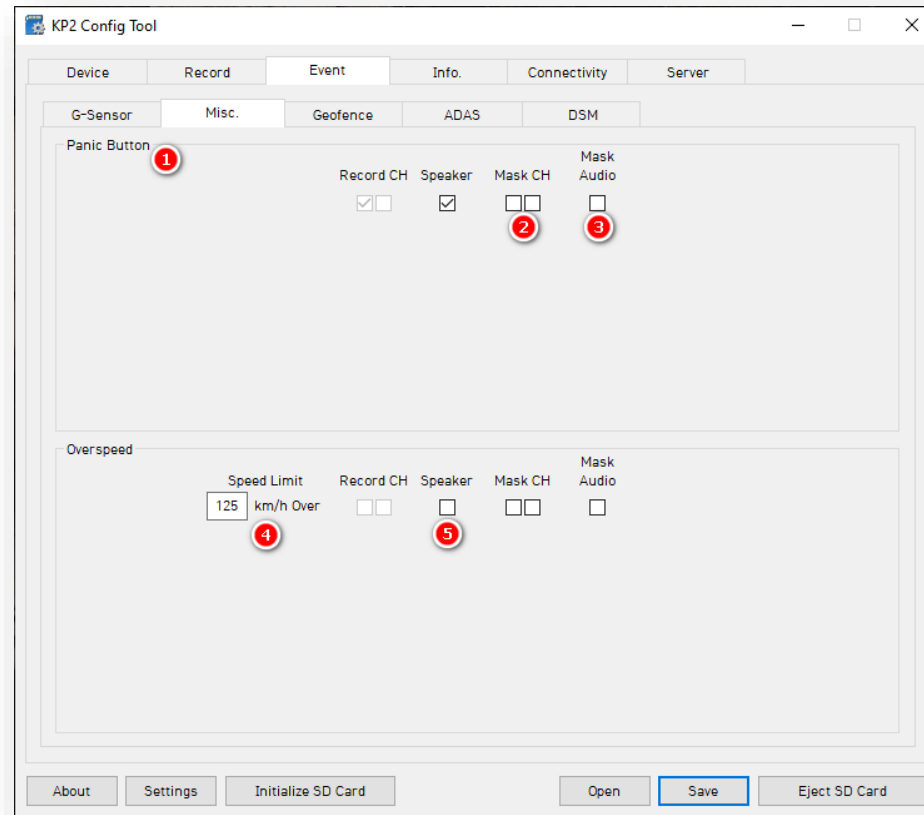 KP2 Config Tool
Device Record Event Info. Connectivity Server
G-Sensor Misc. Geofence ADAS DSM
Panic Button
1
Record CH Speaker Mask CH Mask Audio
2 3
Overspeed
Speed Limit Record CH Speaker Mask CH Mask Audio
125 km/h Over
4 5
About Settings Initialize SD Card Open Save Eject SD Card